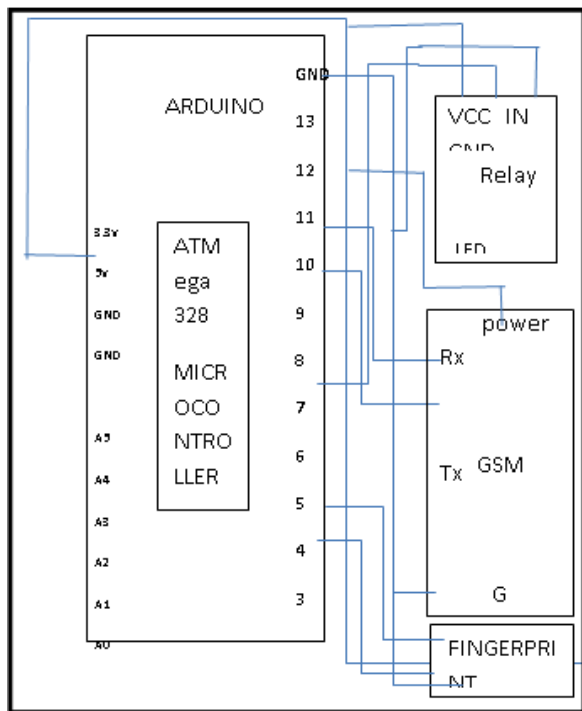 ARDUINO
GND
13
12
11
10
9
8
7
6
5
4
3
3.3v
5v
GND
GND
A5
A4
A3
A2
A1
A0
ATM
ega
328
MICR
OCO
NTRO
LLER
VCC IN
GND
Relay
LED
power
Rx
Tx GSM
G
FINGERPRI
NT